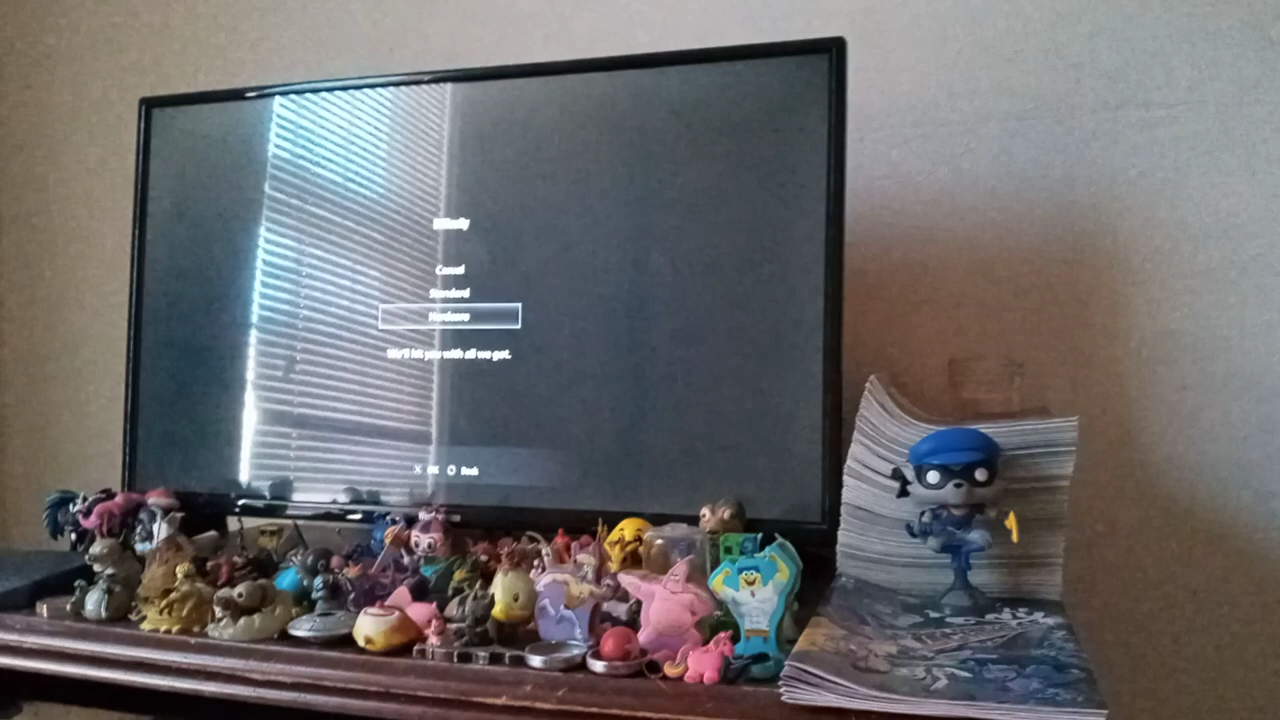 Difficulty
Casual
Standard
Hardcore
We'll hit you with all we got.
OK Back